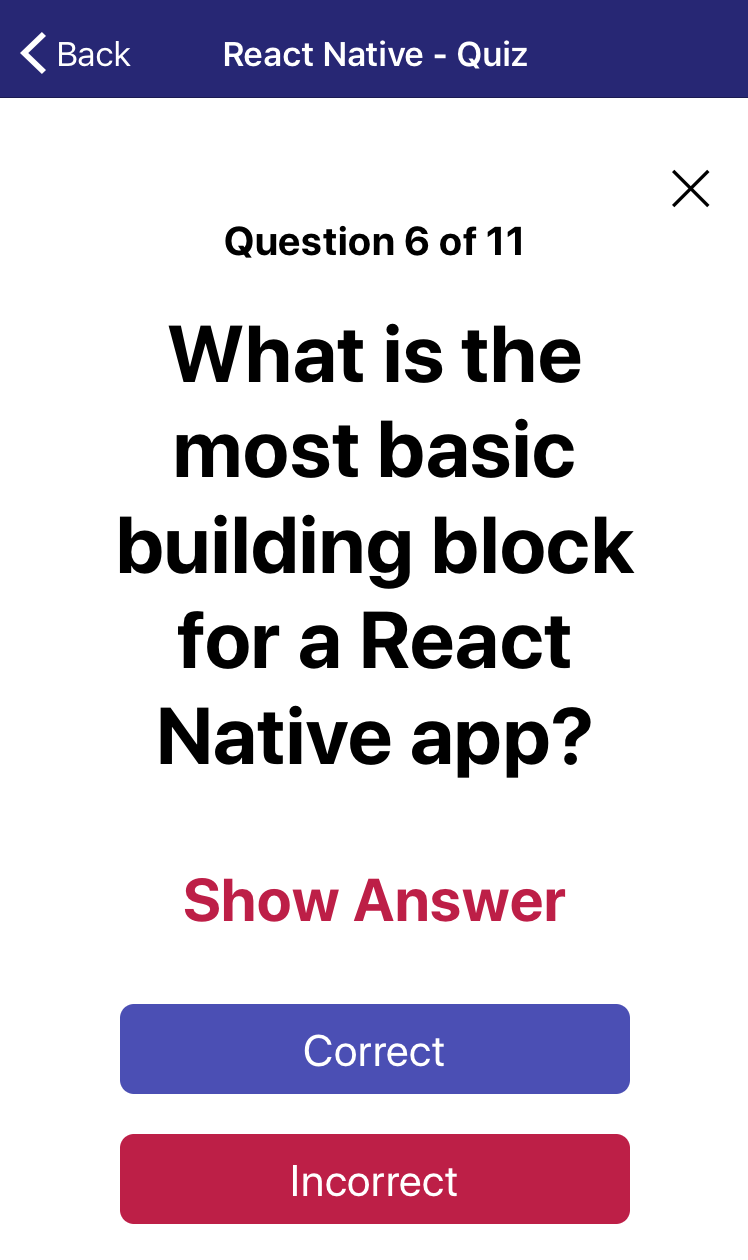 Back
React Native - Quiz
Question 6 of 11
What is the
most basic
building block
for a React
Native app?
Show Answer
Correct
Incorrect